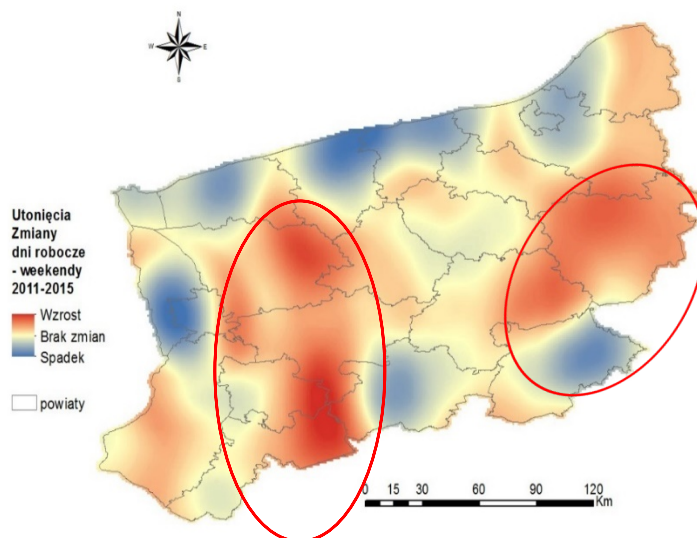 N
W E
S
Utonięcia
Zmiany
dni robocze
- weekendy
2011-2015
Wzrost
Brak zmian
Spadek
powiaty
0 15 30 60 90 120
Km